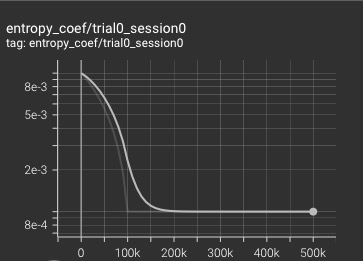 entropy_coef/trial0_session0
tag: entropy_coef/trial0_session0
8e-3
5e-3
2e-3
8e-4
0 100k 200k 300k 400k 500k